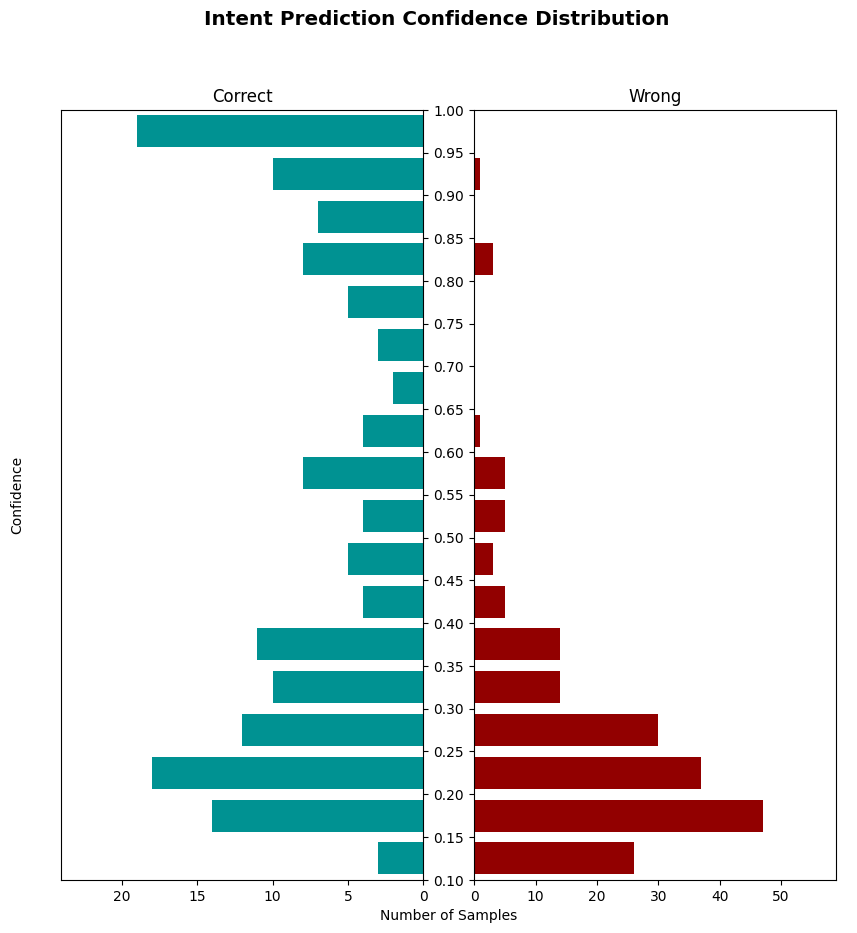 Intent Prediction Confidence Distribution
Correct
Wrong
1.00
0.95
0.90
0.85
0.80
0.75
0.70
0.65
0.60
0.55
0.50
0.45
0.40
0.35
0.30
0.25
0.20
0.15
0.10
Confidence
20 15 10 5 0
0 10 20 30 40 50
Number of Samples